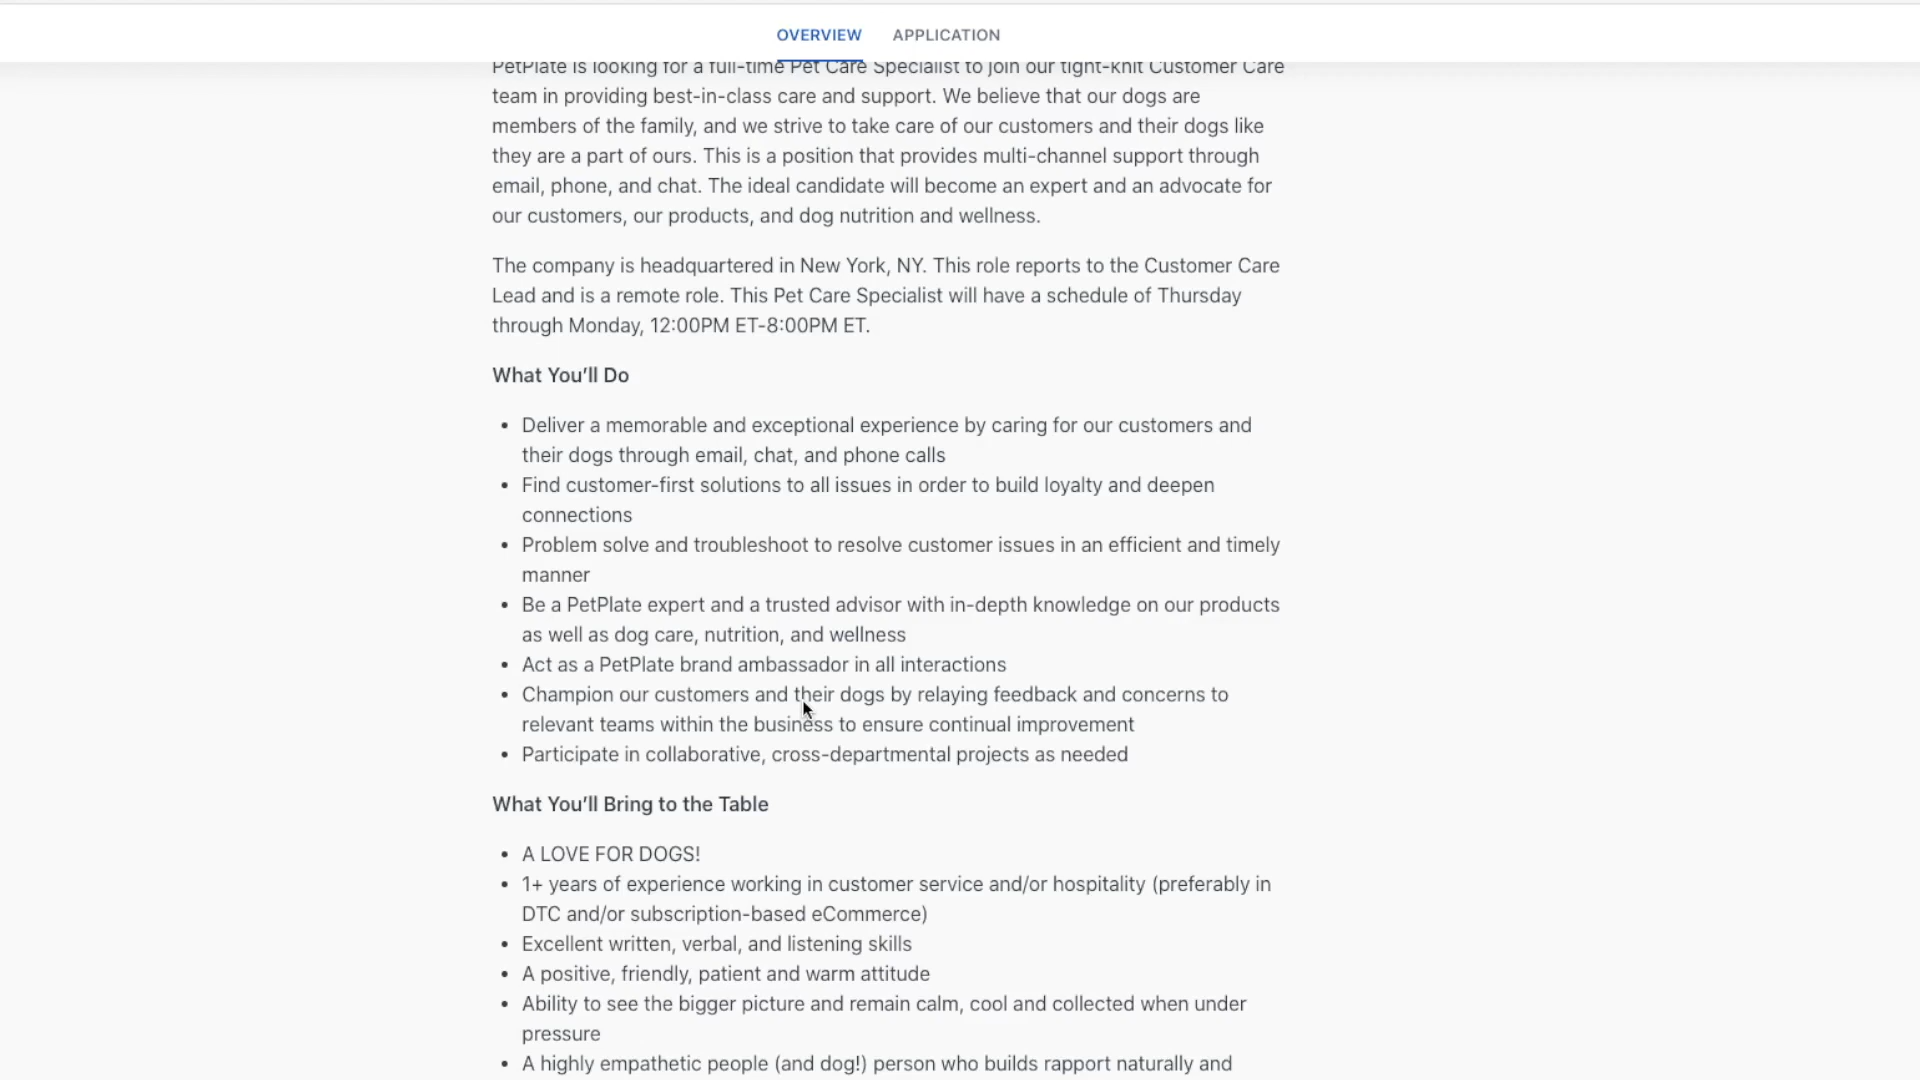 OVERVIEW APPLICATION
PetPlate is looking for a full-time Pet Care Specialist to join our tight-knit Customer Care
team in providing best-in-class care and support. We believe that our dogs are
members of the family, and we strive to take care of our customers and their dogs like
they are a part of ours. This is a position that provides multi-channel support through
email, phone, and chat. The ideal candidate will become an expert and an advocate for
our customers, our products, and dog nutrition and wellness.
The company is headquartered in New York, NY. This role reports to the Customer Care
Lead and is a remote role. This Pet Care Specialist will have a schedule of Thursday
through Monday, 12:00PM ET-8:00PM ET.
What You’ll Do
• Deliver a memorable and exceptional experience by caring for our customers and
their dogs through email, chat, and phone calls
• Find customer-first solutions to all issues in order to build loyalty and deepen
connections
• Problem solve and troubleshoot to resolve customer issues in an efficient and timely
manner
• Be a PetPlate expert and a trusted advisor with in-depth knowledge on our products
as well as dog care, nutrition, and wellness
• Act as a PetPlate brand ambassador in all interactions
• Champion our customers and their dogs by relaying feedback and concerns to
relevant teams within the business to ensure continual improvement
• Participate in collaborative, cross-departmental projects as needed
What You’ll Bring to the Table
• A LOVE FOR DOGS!
• 1+ years of experience working in customer service and/or hospitality (preferably in
DTC and/or subscription-based eCommerce)
• Excellent written, verbal, and listening skills
• A positive, friendly, patient and warm attitude
• Ability to see the bigger picture and remain calm, cool and collected when under
pressure
• A highly empathetic people (and dog!) person who builds rapport naturally and